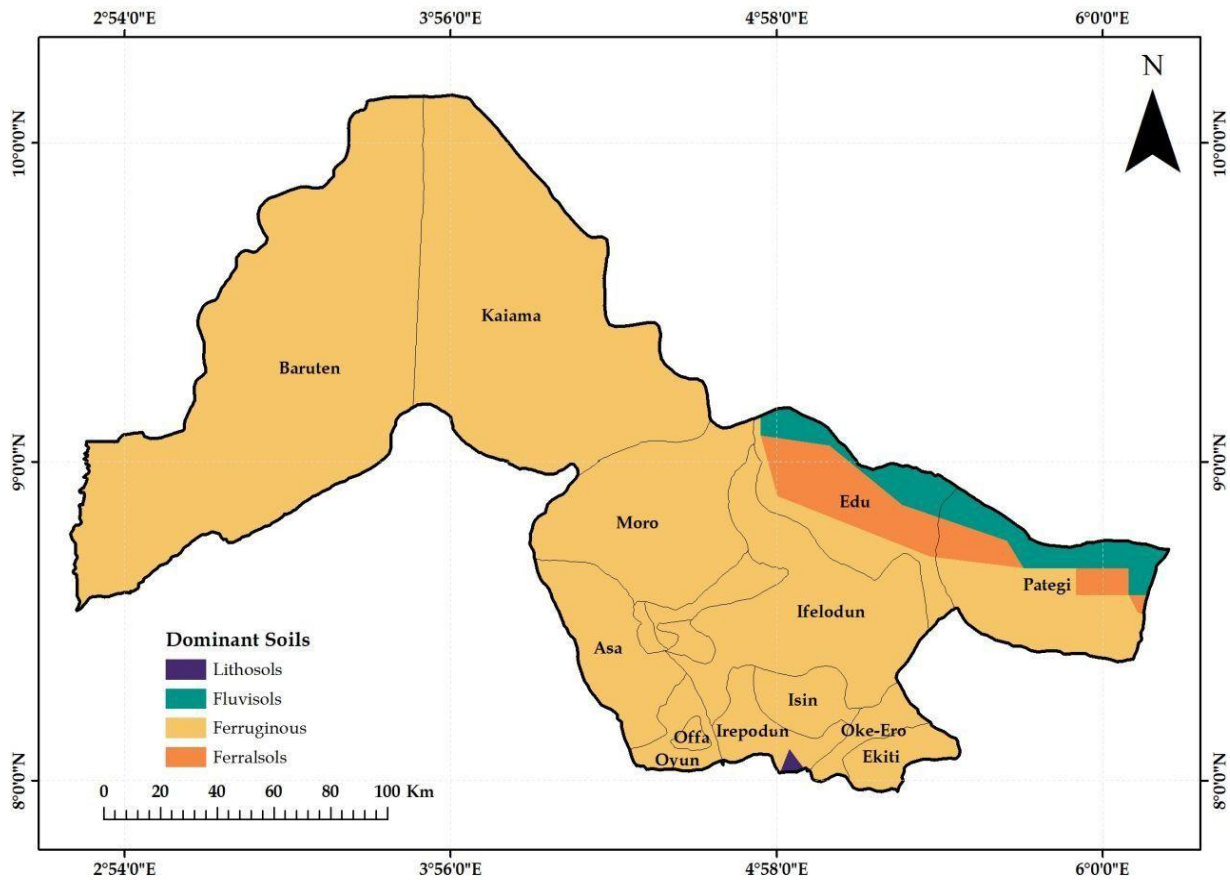 2°54'0"E
3°56'0"E
4°58'0"E
6°0'0"E
N
10°0'0"N
10°0'0"N
Kaiama
Baruten
9°0'0"N
9°0'0"N
Edu
Moro
Pategi
Ifelodun
Asa
Dominant Soils
Lithosols
Fluvisols
Ferruginous
Ferralsols
Isin
Offa
Irepodun
Oke-Ero
Oyun
Ekiti
8°0'0"N
8°0'0"N
0 20 40 60 80 100 Km
2°54'0"E
3°56'0"E
4°58'0"E
6°0'0"E